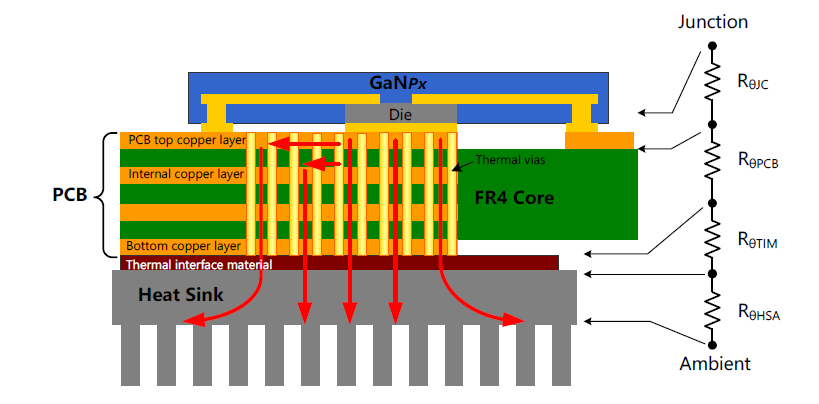 Junction
GaNPx
RθJC
Die
PCB top copper layer
Thermal vias
RθPCB
Internal copper layer
PCB
FR4 Core
Bottom copper layer
RθTIM
Thermal interface material
Heat Sink
RθHSA
Ambient